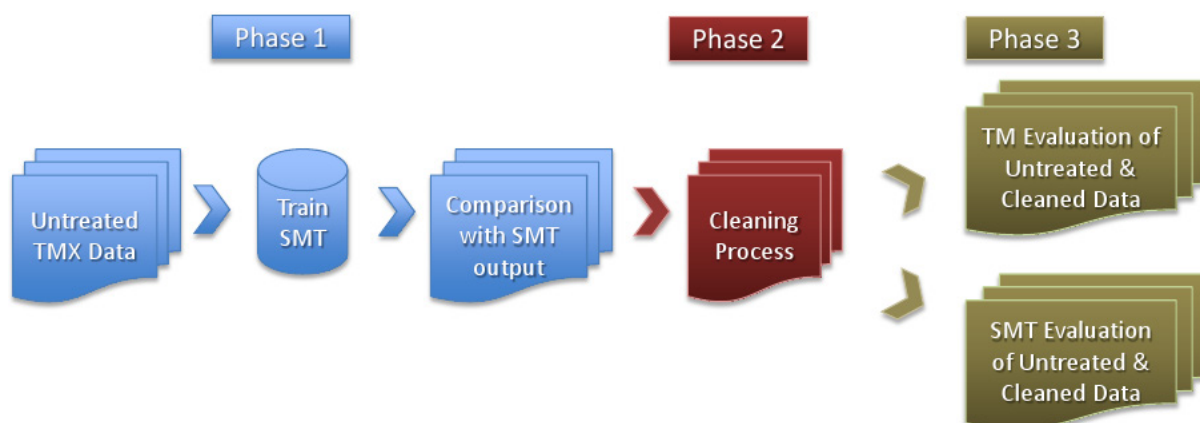 Phase 1
Phase 2
Phase 3
Untreated
TMX Data
Train
SMT
Comparison
with SMT
output
Cleaning
Process
TM Evaluation of
Untreated &
Cleaned Data
SMT Evaluation
of Untreated &
Cleaned Data